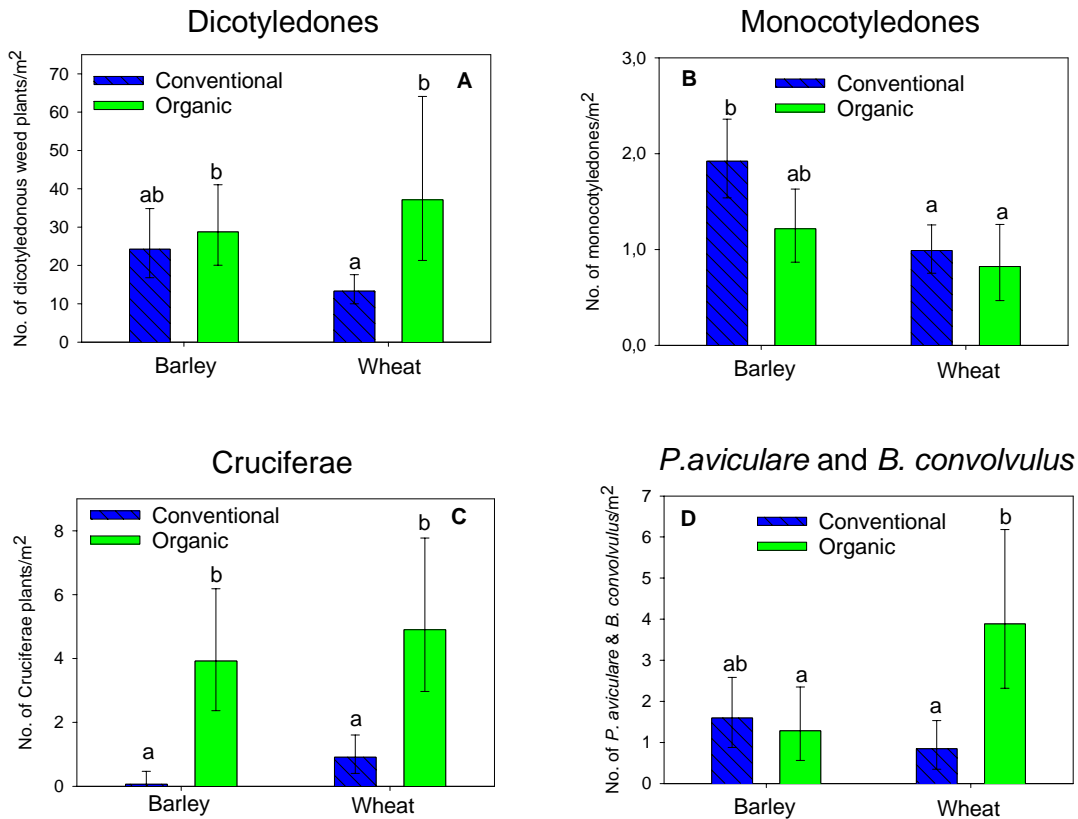 Dicotyledones
No. of dicotyledonous weed plants/m2
70
60
50
40
30
20
10
0
Conventional
Organic
A
ab
b
a
b
Barley
Wheat
Monocotyledones
No. of monocotyledones/m2
3,0
2,0
1,0
0,0
B
Conventional
Organic
b
ab
a
a
Barley
Wheat
Cruciferae
No. of Cruciferae plants/m2
8
6
4
2
0
Conventional
Organic
C
a
b
a
b
Barley
Wheat
P.aviculare and B. convolvulus
No. of P. aviculare & B. convolvulus/m2
7
6
5
4
3
2
1
0
D
Conventional
Organic
ab
a
a
b
Barley
Wheat